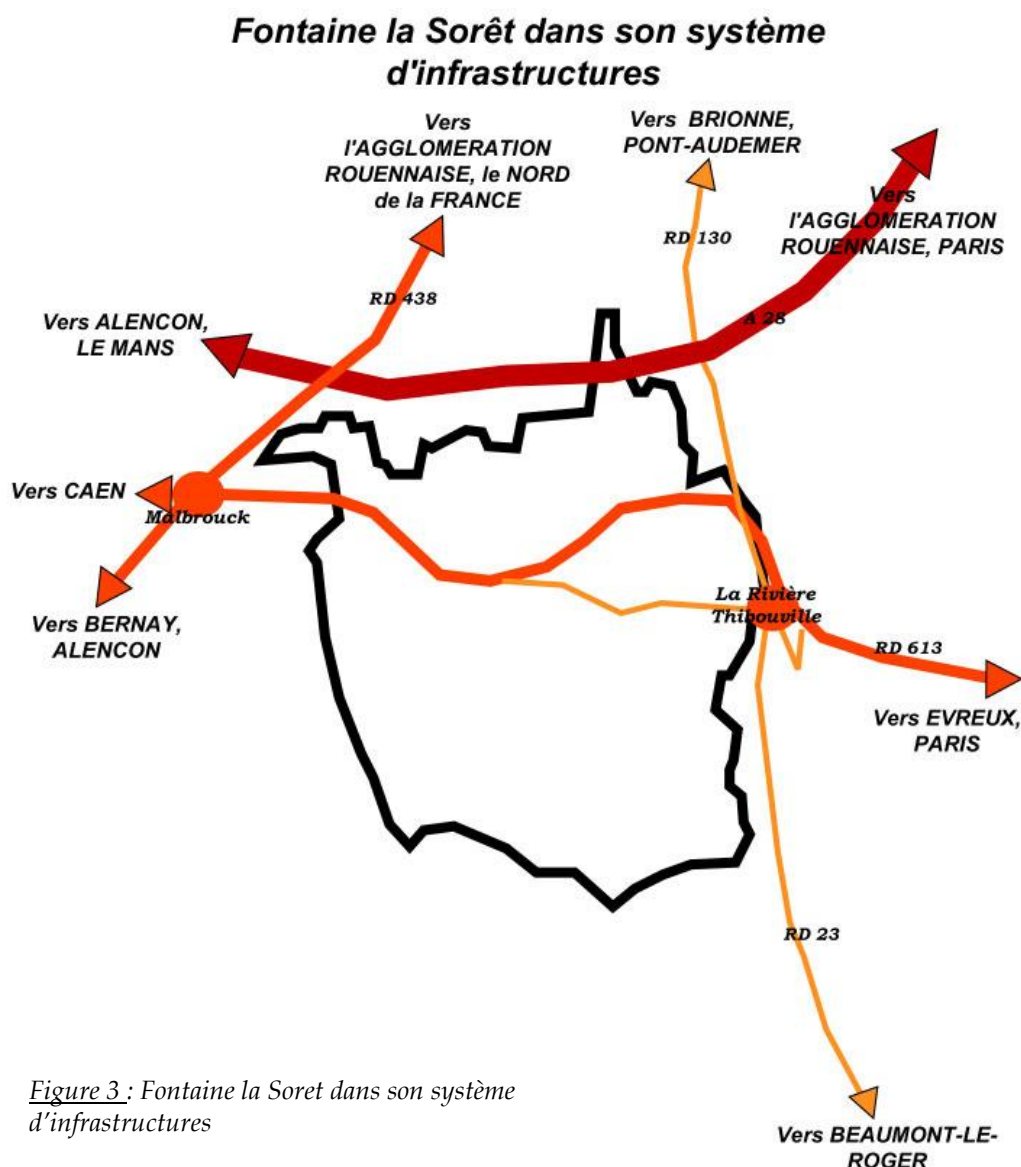 Fontaine la Sorêt dans son système
d'infrastructures
Vers
l'AGGLOMERATION
ROUENNAISE, le NORD
de la FRANCE
Vers BRIONNE,
PONT-AUDEMER
Vers
l'AGGLOMERATION
ROUENNAISE, PARIS
RD 130
RD 438
A 28
Vers ALENCON,
LE MANS
Vers CAEN
Malbrouck
Vers BERNAY,
ALENCON
La Rivière
Thibouville
RD 613
Vers EVREUX,
PARIS
RD 23
Figure 3 : Fontaine la Soret dans son système
d’infrastructures
Vers BEAUMONT-LE-
ROGER